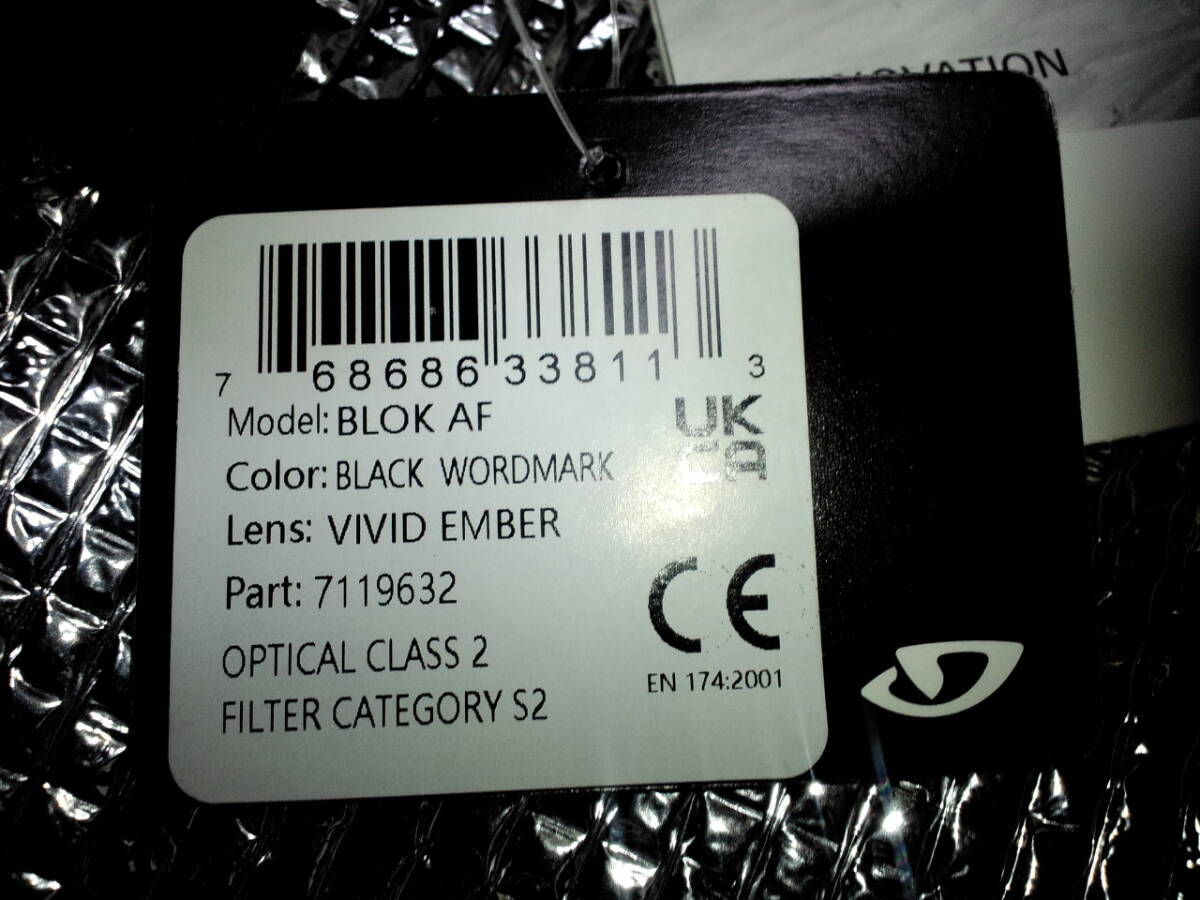 7 68686 33811 3
Model: BLOK AF
Color: BLACK WORDMARK
Lens: VIVID EMBER
Part: 7119632
OPTICAL CLASS 2
FILTER CATEGORY S2
UK
CA
CE
EN 174:2001